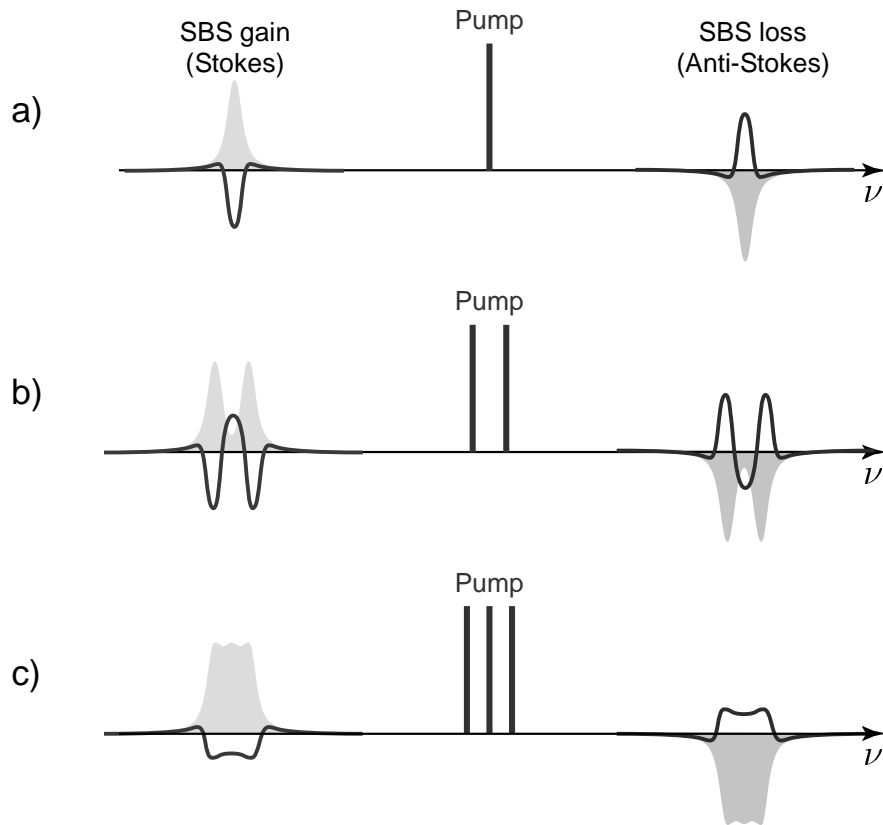 SBS gain
(Stokes)
Pump
SBS loss
(Anti-Stokes)
a)
ν
Pump
b)
ν
Pump
c)
ν